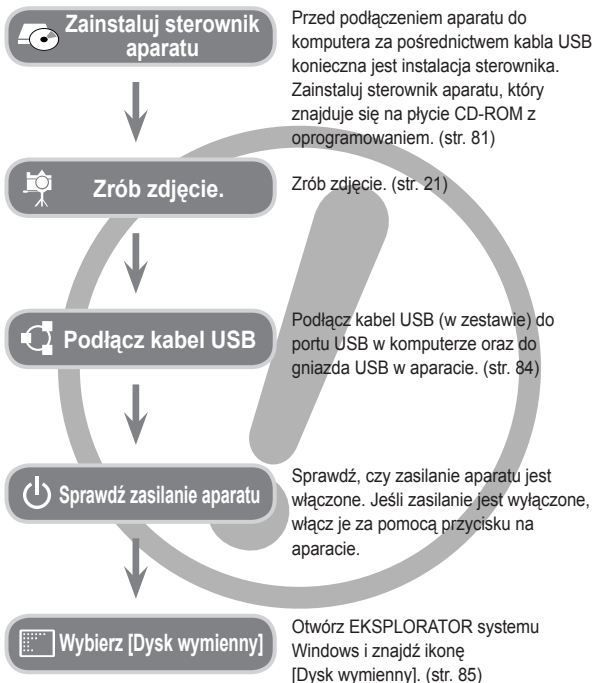 Zainstaluj sterownik
aparatu
Przed podłączeniem aparatu do
komputera za pośrednictwem kabla USB
konieczna jest instalacja sterownika.
Zainstaluj sterownik aparatu, który
znajduje się na płycie CD-ROM z
oprogramowaniem. (str. 81)
Zrób zdjęcie.
Zrób zdjęcie. (str. 21)
Podłącz kabel USB
Podłącz kabel USB (w zestawie) do
portu USB w komputerze oraz do
gniazda USB w aparacie. (str. 84)
Sprawdź zasilanie aparatu
Sprawdź, czy zasilanie aparatu jest
włączone. Jeśli zasilanie jest wyłączone,
włącz je za pomocą przycisku na
aparacie.
Wybierz [Dysk wymienny]
Otwórz EKSPLORATOR systemu
Windows i znajdź ikonę
[Dysk wymienny]. (str. 85)